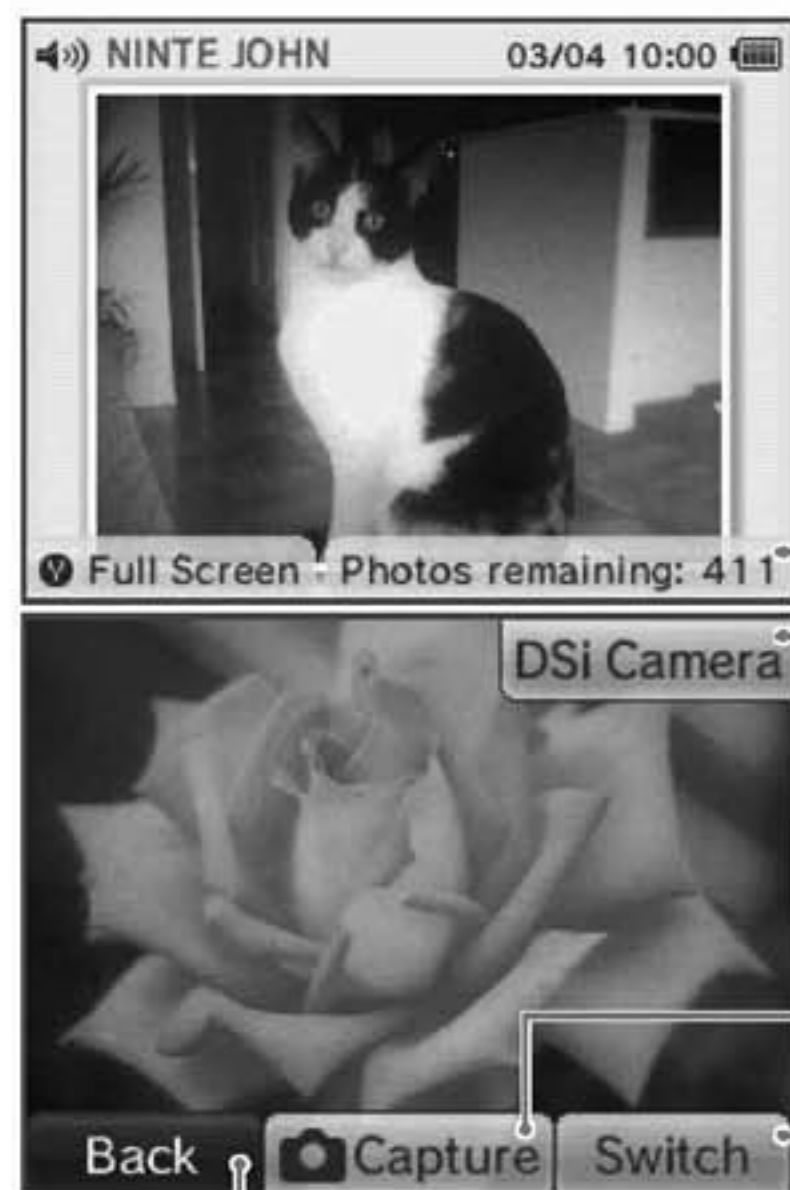 NINTE JOHN 03/04 10:00
Y Full Screen Photos remaining: 411
DSi Camera
Back Capture Switch